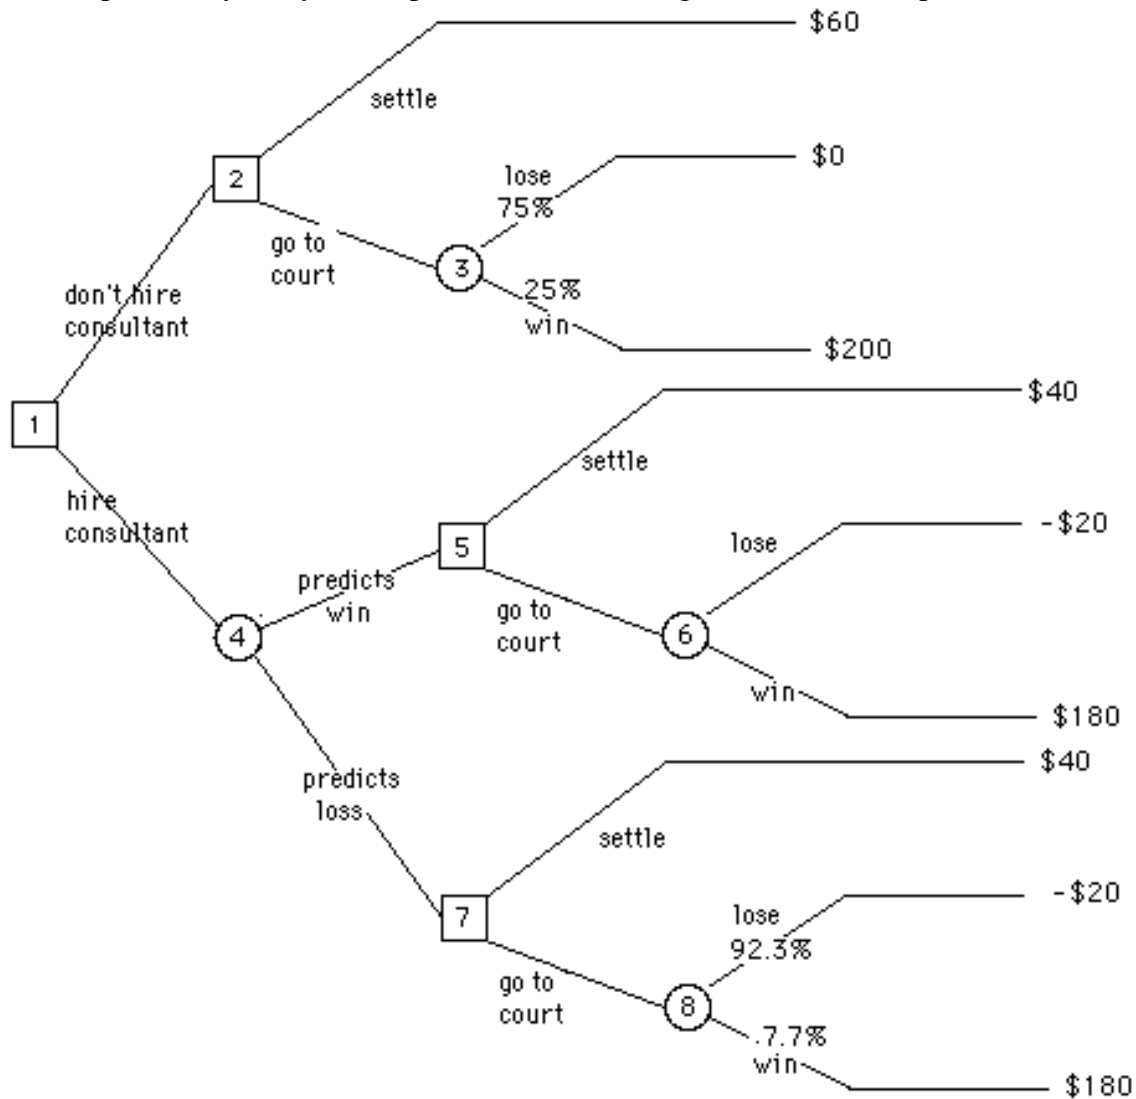 $60
settle
$0
lose
75%
2
go to
court
3
25%
win
don't hire
consultant
$200
$40
1
settle
hire
consultant
-$20
lose
5
predicts
win
go to
court
4
6
win
$180
$40
predicts
loss
settle
-$20
lose
7
92.3%
go to
court
8
.7.7%
win
$180